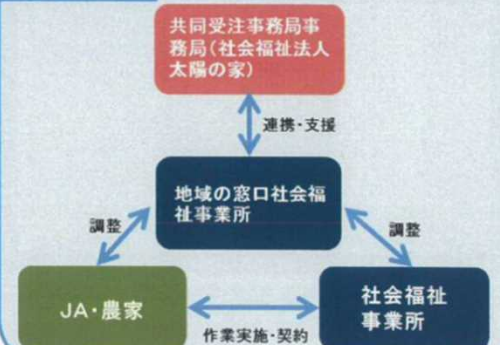 共同受注事務局事
務局(社会福祉法人
太陽の家)
連携・支援
地域の窓口社会福
祉事業所
調整
調整
JA・農家
社会福祉
事業所
作業実施・契約